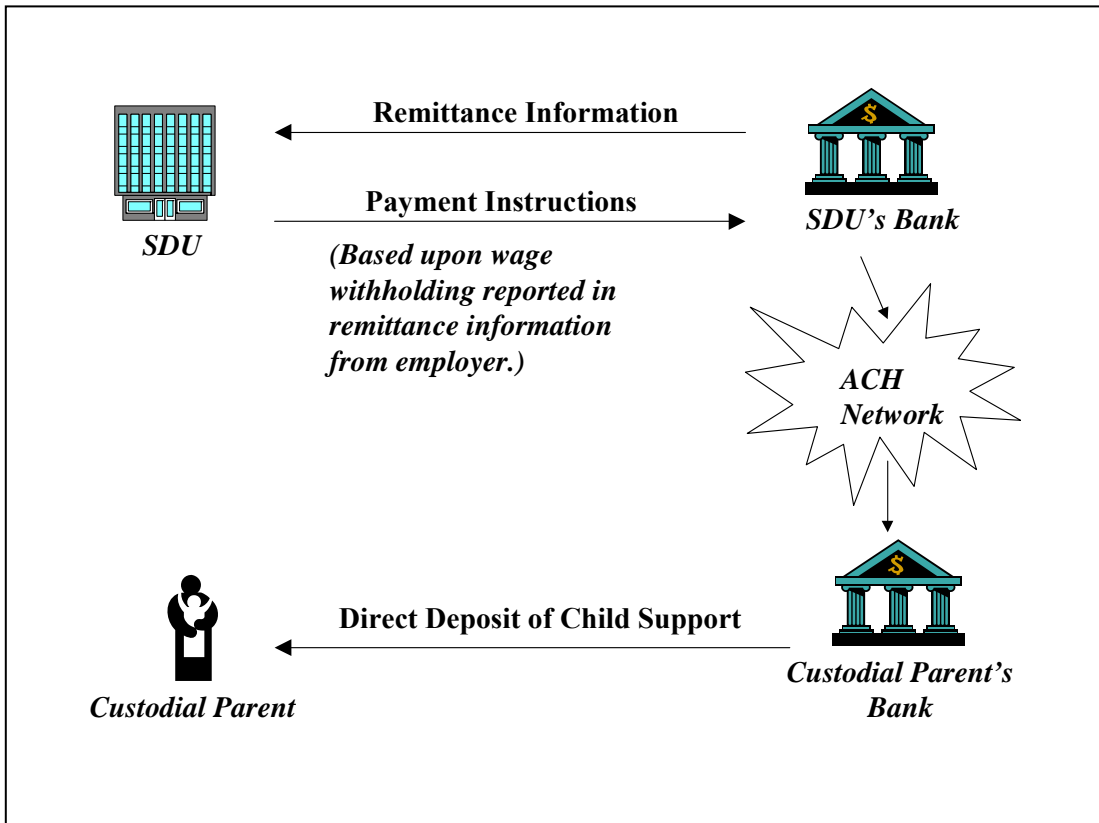 Remittance Information
SDU
Payment Instructions
(Based upon wage
withholding reported in
remittance information
from employer.)
$
SDU's Bank
ACH
Network
$
Direct Deposit of Child Support
Custodial Parent
Custodial Parent's
Bank